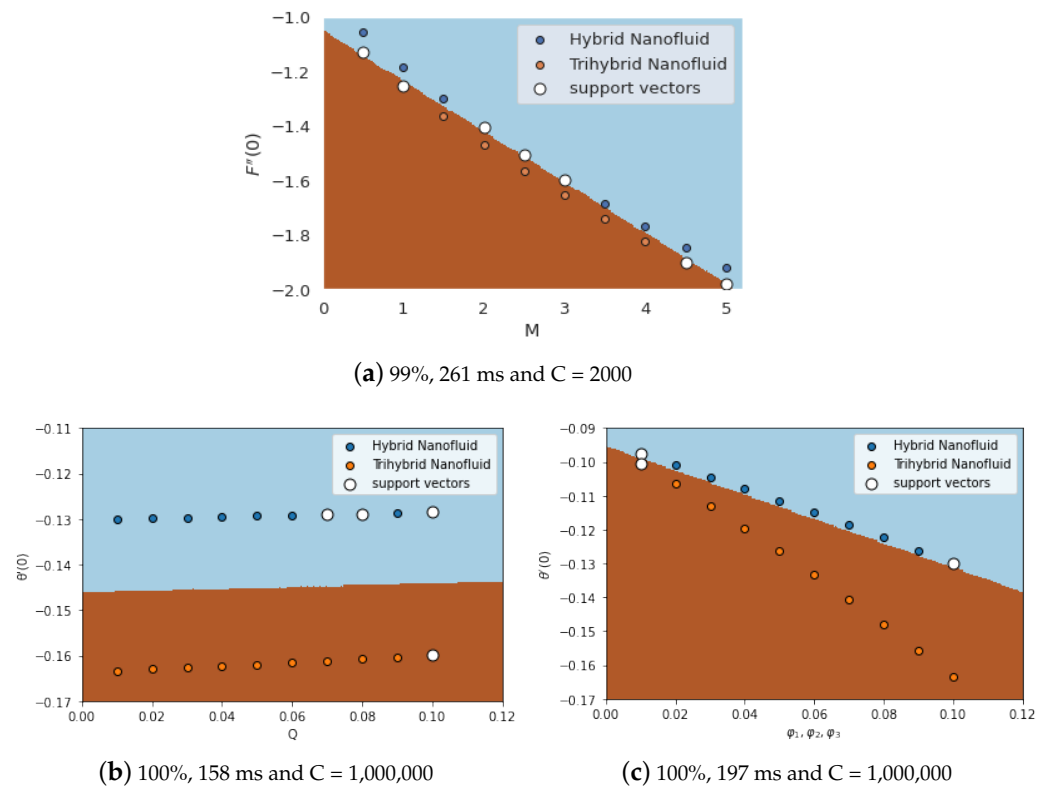 −1.0
−1.2
−1.4
−1.6
−1.8
−2.0
F″(0)
Hybrid Nanofluid
Trihybrid Nanofluid
support vectors
0 1 2 3 4 5
M
(a) 99%, 261 ms and C = 2000
−0.11
−0.12
−0.13
−0.14
−0.15
−0.16
−0.17
θ′(0)
Hybrid Nanofluid
Trihybrid Nanofluid
support vectors
0.00 0.02 0.04 0.06 0.08 0.10 0.12
Q
(b) 100%, 158 ms and C = 1,000,000
−0.09
−0.10
−0.11
−0.12
−0.13
−0.14
−0.15
−0.16
−0.17
θ′(0)
Hybrid Nanofluid
Trihybrid Nanofluid
support vectors
0.00 0.02 0.04 0.06 0.08 0.10 0.12
φ₁, φ₂, φ₃
(c) 100%, 197 ms and C = 1,000,000